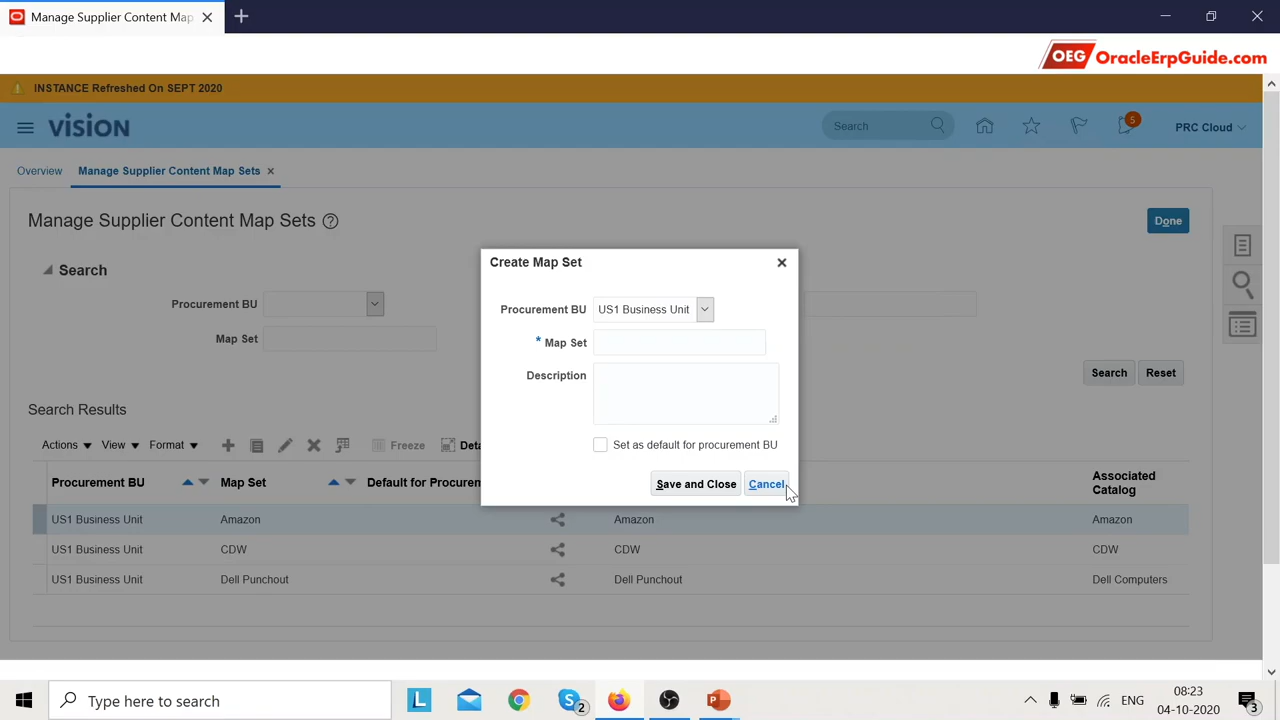 Manage Supplier Content Map
OEG OracleErpGuide.com
INSTANCE Refreshed On SEPT 2020
VISION
Search
5
PRC Cloud
Overview
Manage Supplier Content Map Sets
Manage Supplier Content Map Sets
Done
Search
Procurement BU
Map Set
Search
Reset
Create Map Set
Procurement BU US1 Business Unit
* Map Set
Description
Set as default for procurement BU
Save and Close
Cancel
Search Results
Actions View Format Freeze
Procurement BU Map Set Associated Catalog
US1 Business Unit Amazon Amazon Amazon
US1 Business Unit CDW CDW CDW
US1 Business Unit Dell Punchout Dell Punchout Dell Computers
Type here to search
2
ENG
08:23
04-10-2020
3